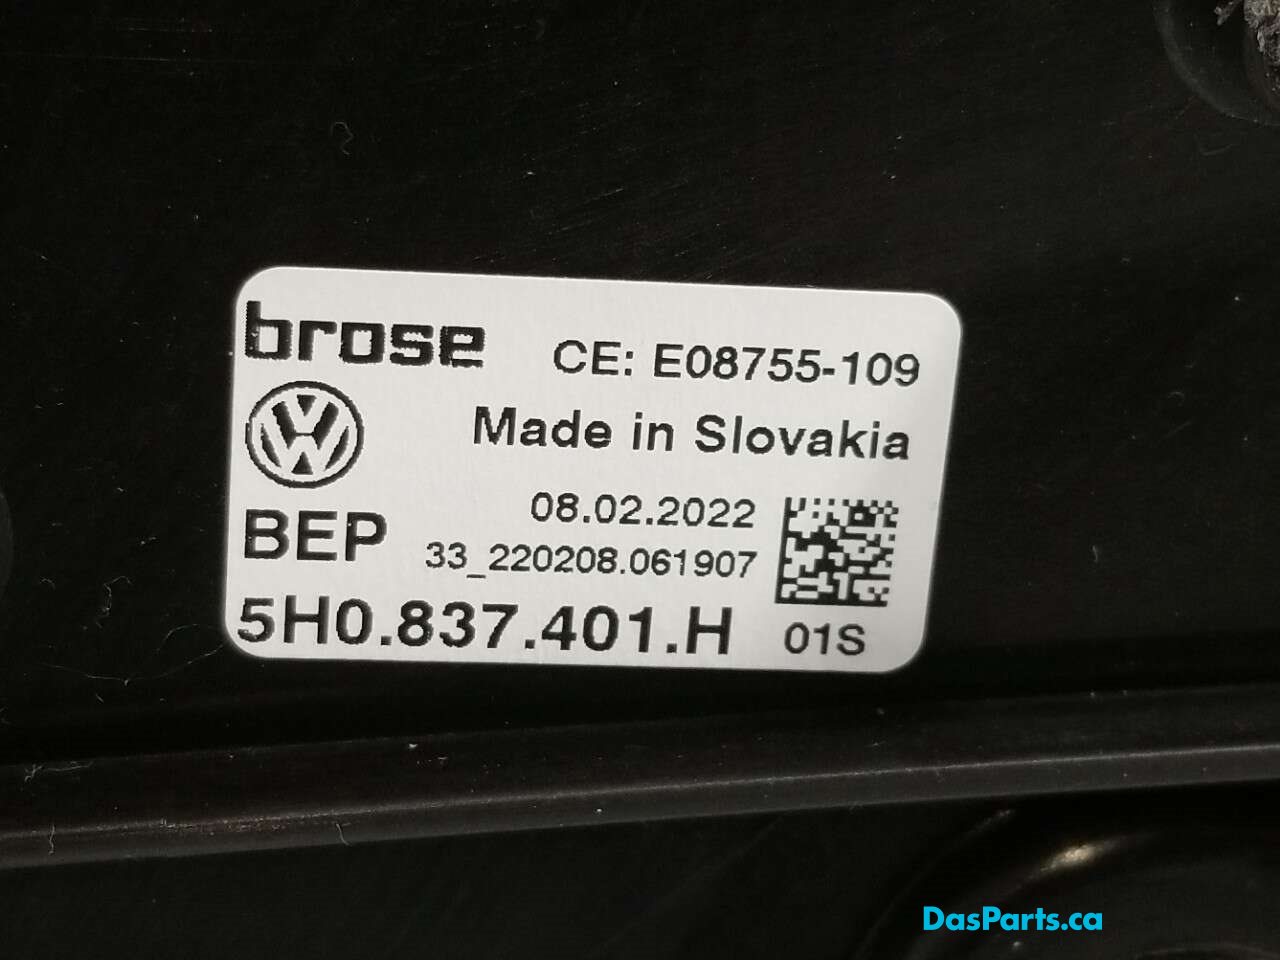 brose
CE: E08755-109
Made in Slovakia
08.02.2022
BEP
33_220208.061907
5H0.837.401.H
01S
DasParts.ca